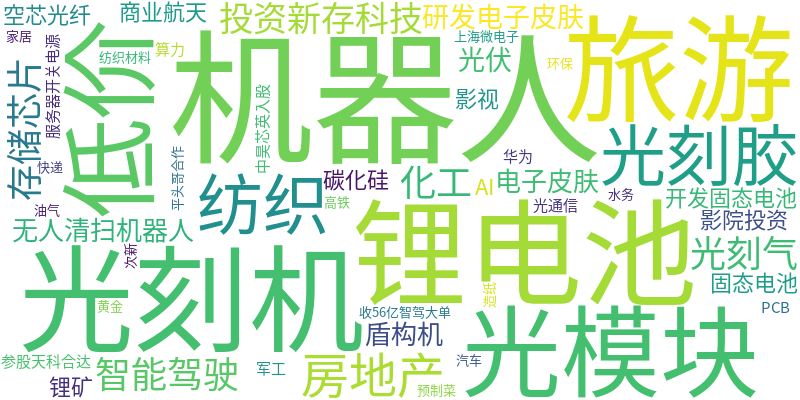 空芯光纤
商业航天
投资新存科技
研发电子皮肤
家居
纺织材料
算力
服务器开关电源
存储芯片
低价
机器人
上海微电子
光伏
环保
影视
旅游
快递
平头哥合作
中昊芯英入股
纺织
碳化硅
高铁
化工
华为
AI
电子皮肤
光刻胶
油气
无人清扫机器人
次新
锂电池
光通信
水务
开发固态电池
影院投资
光刻气
固态电池
光刻机
黄金
造纸
PCB
收56亿智驾大单
盾构机
光模块
参股天科合达
锂矿
智能驾驶
军工
房地产
预制菜
汽车